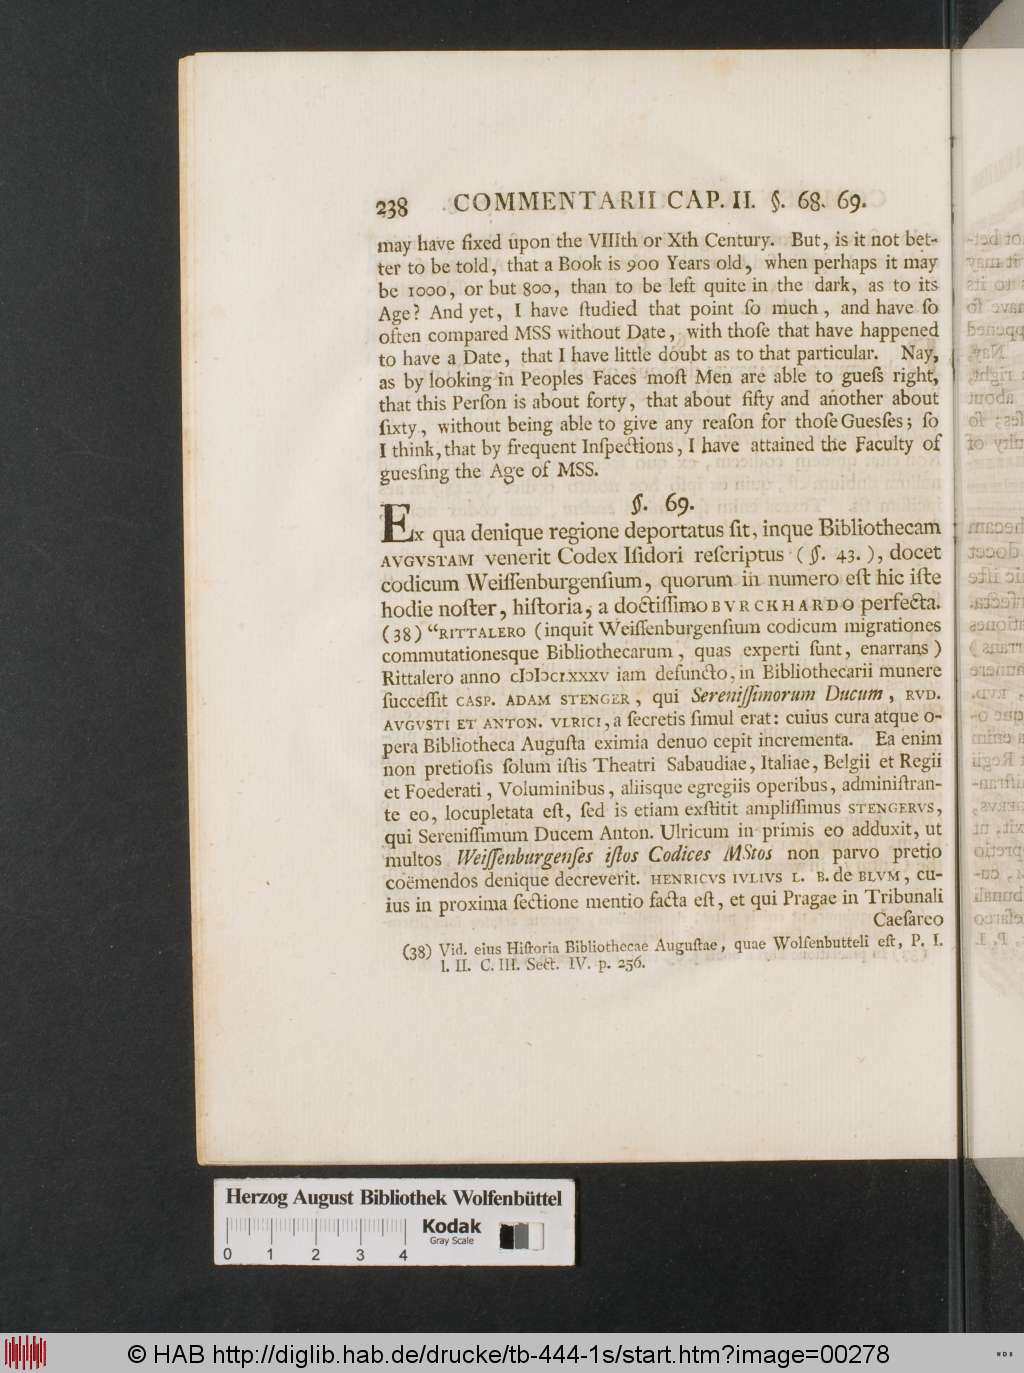 238 COMMENTARII CAP. II. §. 68. 69.
may have fixed upon the VIIIth or Xth Century. But, is it not bet-
ter to be told, that a Book is 900 Years old, when perhaps it may
be 1000, or but 800, than to be left quite in the dark, as to its
Age? And yet, I have ſtudied that point ſo much, and have ſo
often compared MSS without Date, with thoſe that have happened
to have a Date, that I have little doubt as to that particular. Nay,
as by looking in Peoples Faces moſt Men are able to gueſs right,
that this Perſon is about forty, that about fifty and another about
ſixty, without being able to give any reaſon for thoſe Gueſſes; ſo
I think, that by frequent Inſpections, I have attained the Faculty of
gueſſing the Age of MSS.
§. 69.
Ex qua denique regione deportatus ſit, inque Bibliothecam
AVGVSTAM venerit Codex Iſidori reſcriptus (§. 43.), docet
codicum Weiſſenburgenſium, quorum in numero eſt hic iſte
hodie noſter, hiſtoria, a doctiſſimo BVRCKHARDO perfecta.
(38) “RITTALERO (inquit Weiſſenburgenſium codicum migrationes
commutationesque Bibliothecarum, quas experti ſunt, enarrans)
Rittalero anno cIɔIɔcLXXXV iam defuncto, in Bibliothecarii munere
ſucceſſit CASP. ADAM STENGER, qui Sereniſſimorum Ducum, RVD.
AVGVSTI ET ANTON. VLRICI, a ſecretis ſimul erat: cuius cura atque o-
pera Bibliotheca Auguſta eximia denuo cepit incrementa. Ea enim
non pretioſis ſolum iſtis Theatri Sabaudiae, Italiae, Belgii et Regii
et Foederati, Voluminibus, aliisque egregiis operibus, adminiſtran-
te eo, locupletata eſt, ſed is etiam exſtitit ampliſſimus STENGERVS,
qui Sereniſſimum Ducem Anton. Ulricum in primis eo adduxit, ut
multos Weiſſenburgenſes iſtos Codices MStos non parvo pretio
coëmendos denique decreverit. HENRICVS IVLIVS L. B. de BLVM, cu-
ius in proxima ſectione mentio facta eſt, et qui Pragae in Tribunali
Caeſareo
(38) Vid. eius Hiſtoria Bibliothecae Auguſtae, quae Wolfenbutteli eſt, P. I.
l. II. C. III. Sect. IV. p. 256.
Herzog August Bibliothek Wolfenbüttel
0 1 2 3 4
Kodak
Gray Scale
© HAB http://diglib.hab.de/drucke/tb-444-1s/start.htm?image=00278